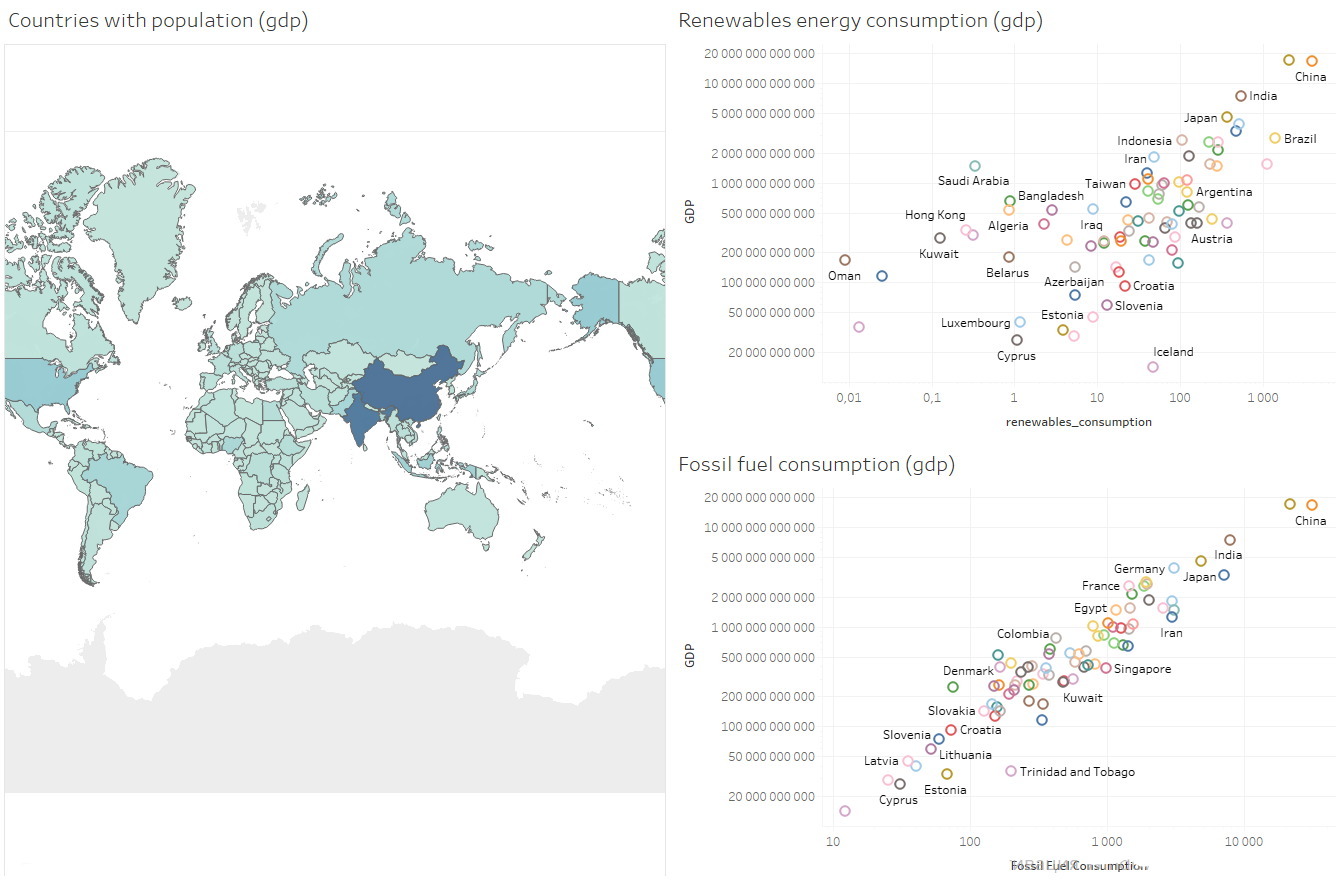 Countries with population (gdp)
Renewables energy consumption (gdp)
20 000 000 000 000
10 000 000 000 000
5 000 000 000 000
2 000 000 000 000
1 000 000 000 000
500 000 000 000
200 000 000 000
100 000 000 000
50 000 000 000
20 000 000 000
GDP
China
India
Japan
Brazil
Indonesia
Iran
Saudi Arabia
Taiwan
Bangladesh
Argentina
Hong Kong
Algeria
Iraq
Austria
Kuwait
Belarus
Oman
Azerbaijan
Croatia
Slovenia
Estonia
Luxembourg
Cyprus
Iceland
0,01 0,1 1 10 100 1 000
renewables_consumption
Fossil fuel consumption (gdp)
20 000 000 000 000
10 000 000 000 000
5 000 000 000 000
2 000 000 000 000
1 000 000 000 000
500 000 000 000
200 000 000 000
100 000 000 000
50 000 000 000
20 000 000 000
GDP
China
India
Germany
Japan
France
Egypt
Iran
Colombia
Denmark
Singapore
Kuwait
Slovakia
Croatia
Slovenia
Lithuania
Latvia
Trinidad and Tobago
Estonia
Cyprus
10 100 1 000 10 000
Fossil Fuel Consumption